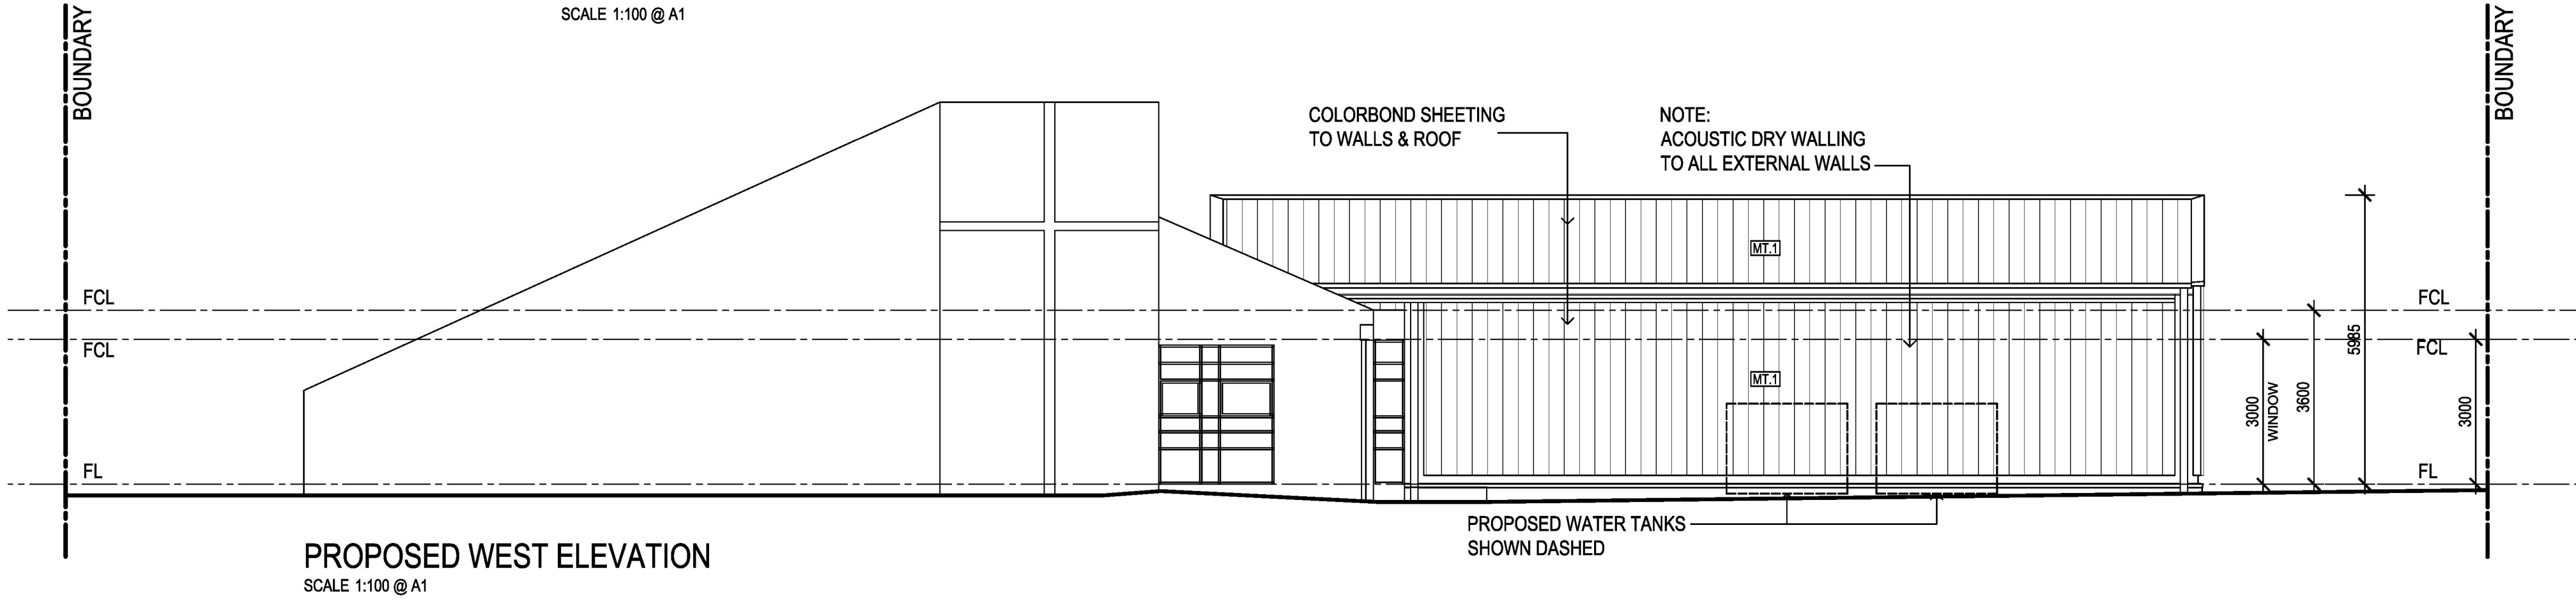 SCALE 1:100 @ A1
BOUNDARY
BOUNDARY
COLORBOND SHEETING
TO WALLS & ROOF
NOTE:
ACOUSTIC DRY WALLING
TO ALL EXTERNAL WALLS
MT.1
FCL
FCL
FCL
FCL
5985
MT.1
3000
WINDOW
3600
3000
FL
FL
PROPOSED WATER TANKS
SHOWN DASHED
PROPOSED WEST ELEVATION
SCALE 1:100 @ A1